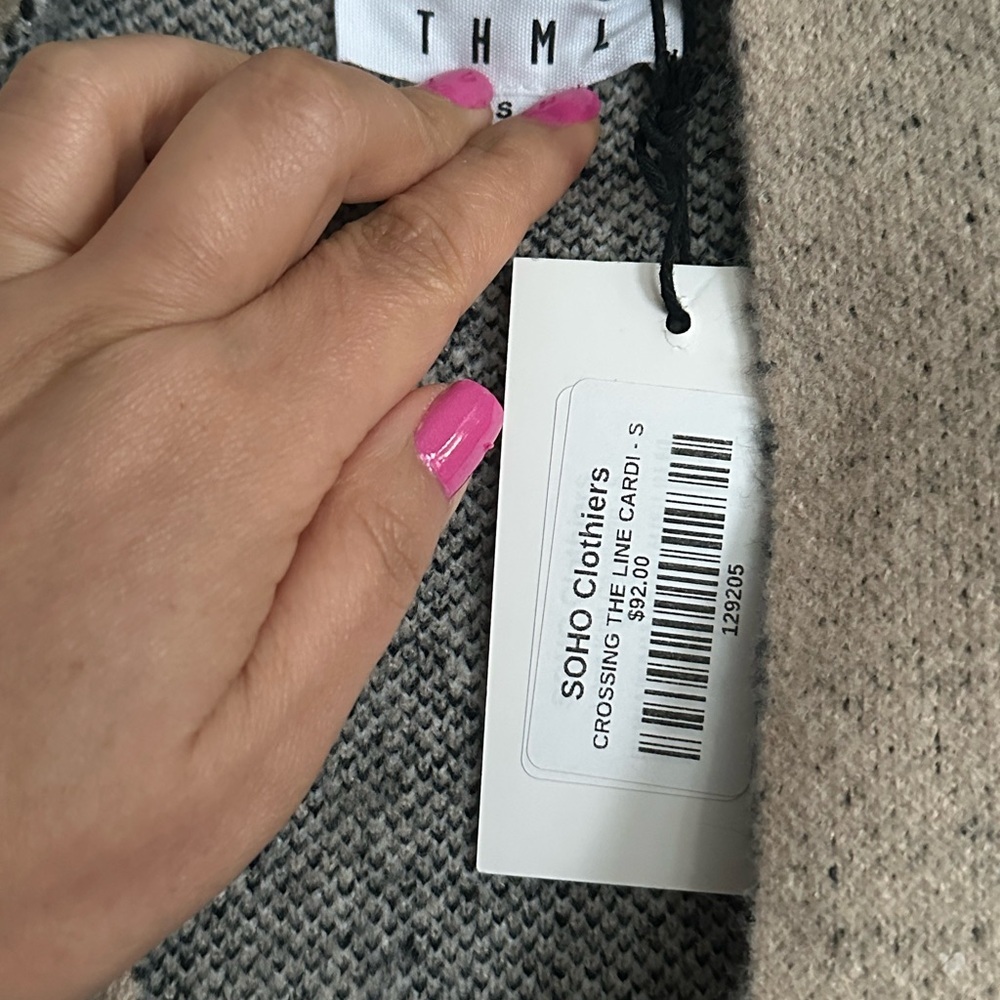 THML
S
SOHO Clothiers
CROSSING THE LINE CARDI - S
$92.00
129205